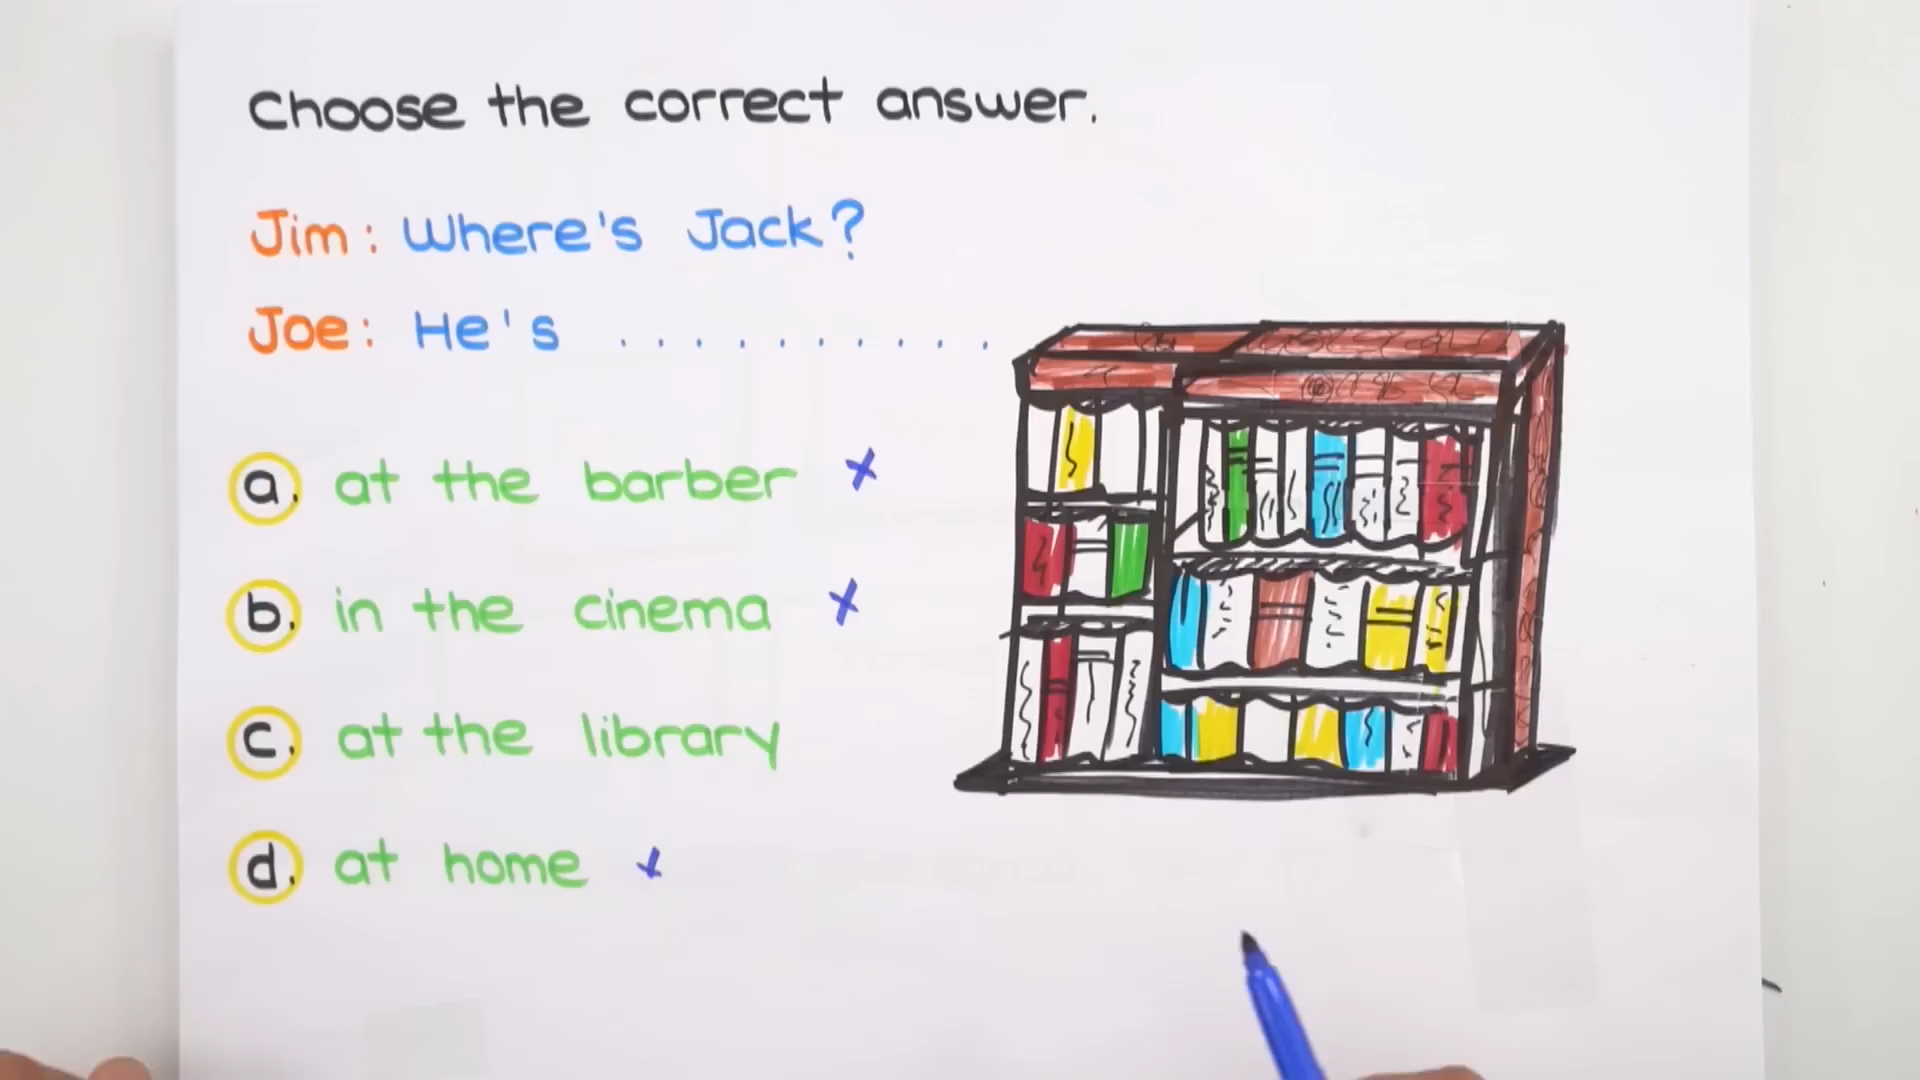 Choose the correct answer.
Jim: Where's Jack?
Joe: He's ..........
a. at the barber x
b. in the cinema x
c. at the library
d. at home x